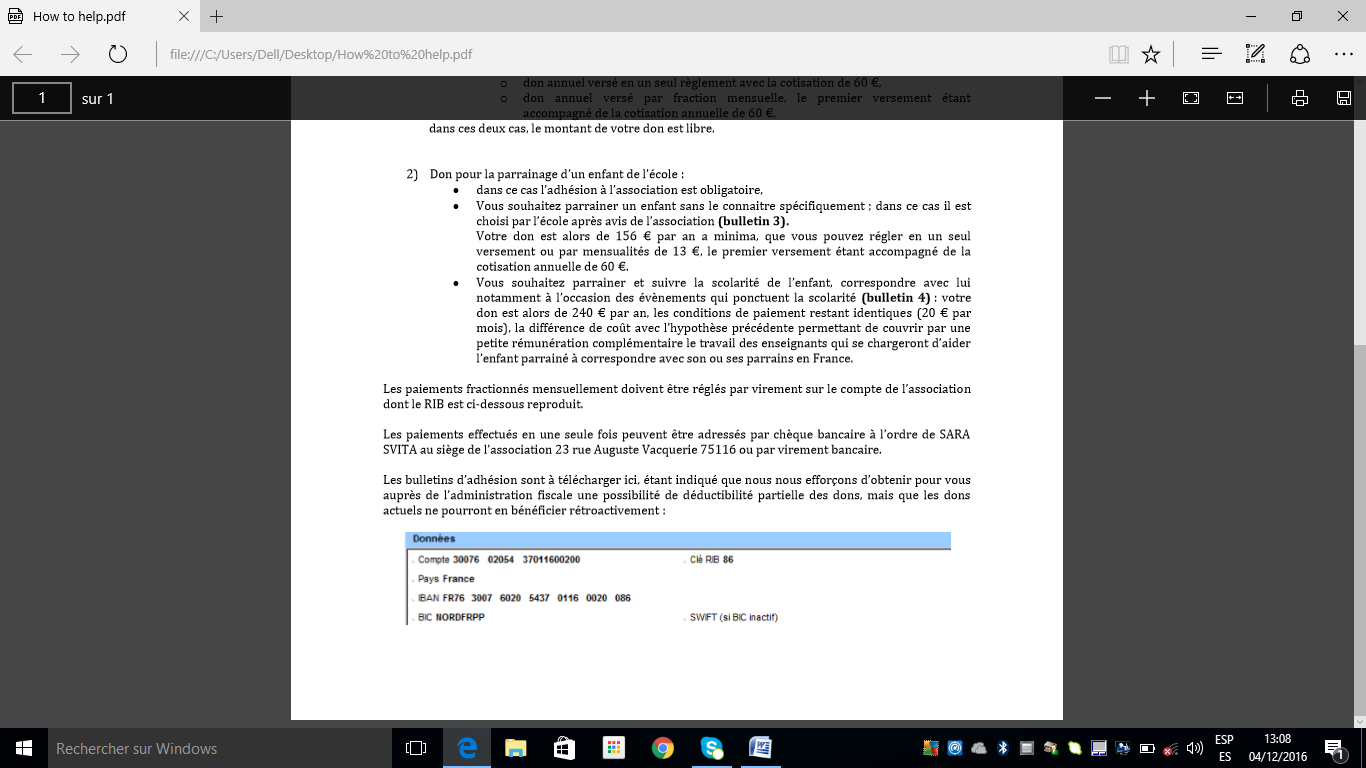 How to help.pdf
file:///C:/Users/Dell/Desktop/How%20to%20help.pdf
1 sur 1
o don annuel versé en un seul règlement avec la cotisation de 60 €,
o don annuel versé par fraction mensuelle, le premier versement étant
accompagné de la cotisation annuelle de 60 €,
dans ces deux cas, le montant de votre don est libre.
2) Don pour la parrainage d'un enfant de l'école :
• dans ce cas l'adhésion à l'association est obligatoire,
• Vous souhaitez parrainer un enfant sans le connaitre spécifiquement ; dans ce cas il est
choisi par l'école après avis de l'association (bulletin 3).
Votre don est alors de 156 € par an a minima, que vous pouvez régler en un seul
versement ou par mensualités de 13 €, le premier versement étant accompagné de la
cotisation annuelle de 60 €.
• Vous souhaitez parrainer et suivre la scolarité de l'enfant, correspondre avec lui
notamment à l'occasion des évènements qui ponctuent la scolarité (bulletin 4) : votre
don est alors de 240 € par an, les conditions de paiement restant identiques (20 € par
mois), la différence de coût avec l'hypothèse précédente permettant de couvrir par une
petite rémunération complémentaire le travail des enseignants qui se chargeront d'aider
l'enfant parrainé à correspondre avec son ou ses parrains en France.
Les paiements fractionnés mensuellement doivent être réglés par virement sur le compte de l'association
dont le RIB est ci-dessous reproduit.
Les paiements effectués en une seule fois peuvent être adressés par chèque bancaire à l'ordre de SARA
SVITA au siège de l'association 23 rue Auguste Vacquerie 75116 ou par virement bancaire.
Les bulletins d'adhésion sont à télécharger ici, étant indiqué que nous nous efforçons d'obtenir pour vous
auprès de l'administration fiscale une possibilité de déductibilité partielle des dons, mais que les dons
actuels ne pourront en bénéficier rétroactivement :
Données
Compte 30076 02054 37011600200 Clé RIB 86
Pays France
IBAN FR76 3007 6020 5437 0116 0020 086
BIC NORDFRPP SWIFT (si BIC inactif)
Rechercher sur Windows
ESP 13:08
ES 04/12/2016
1